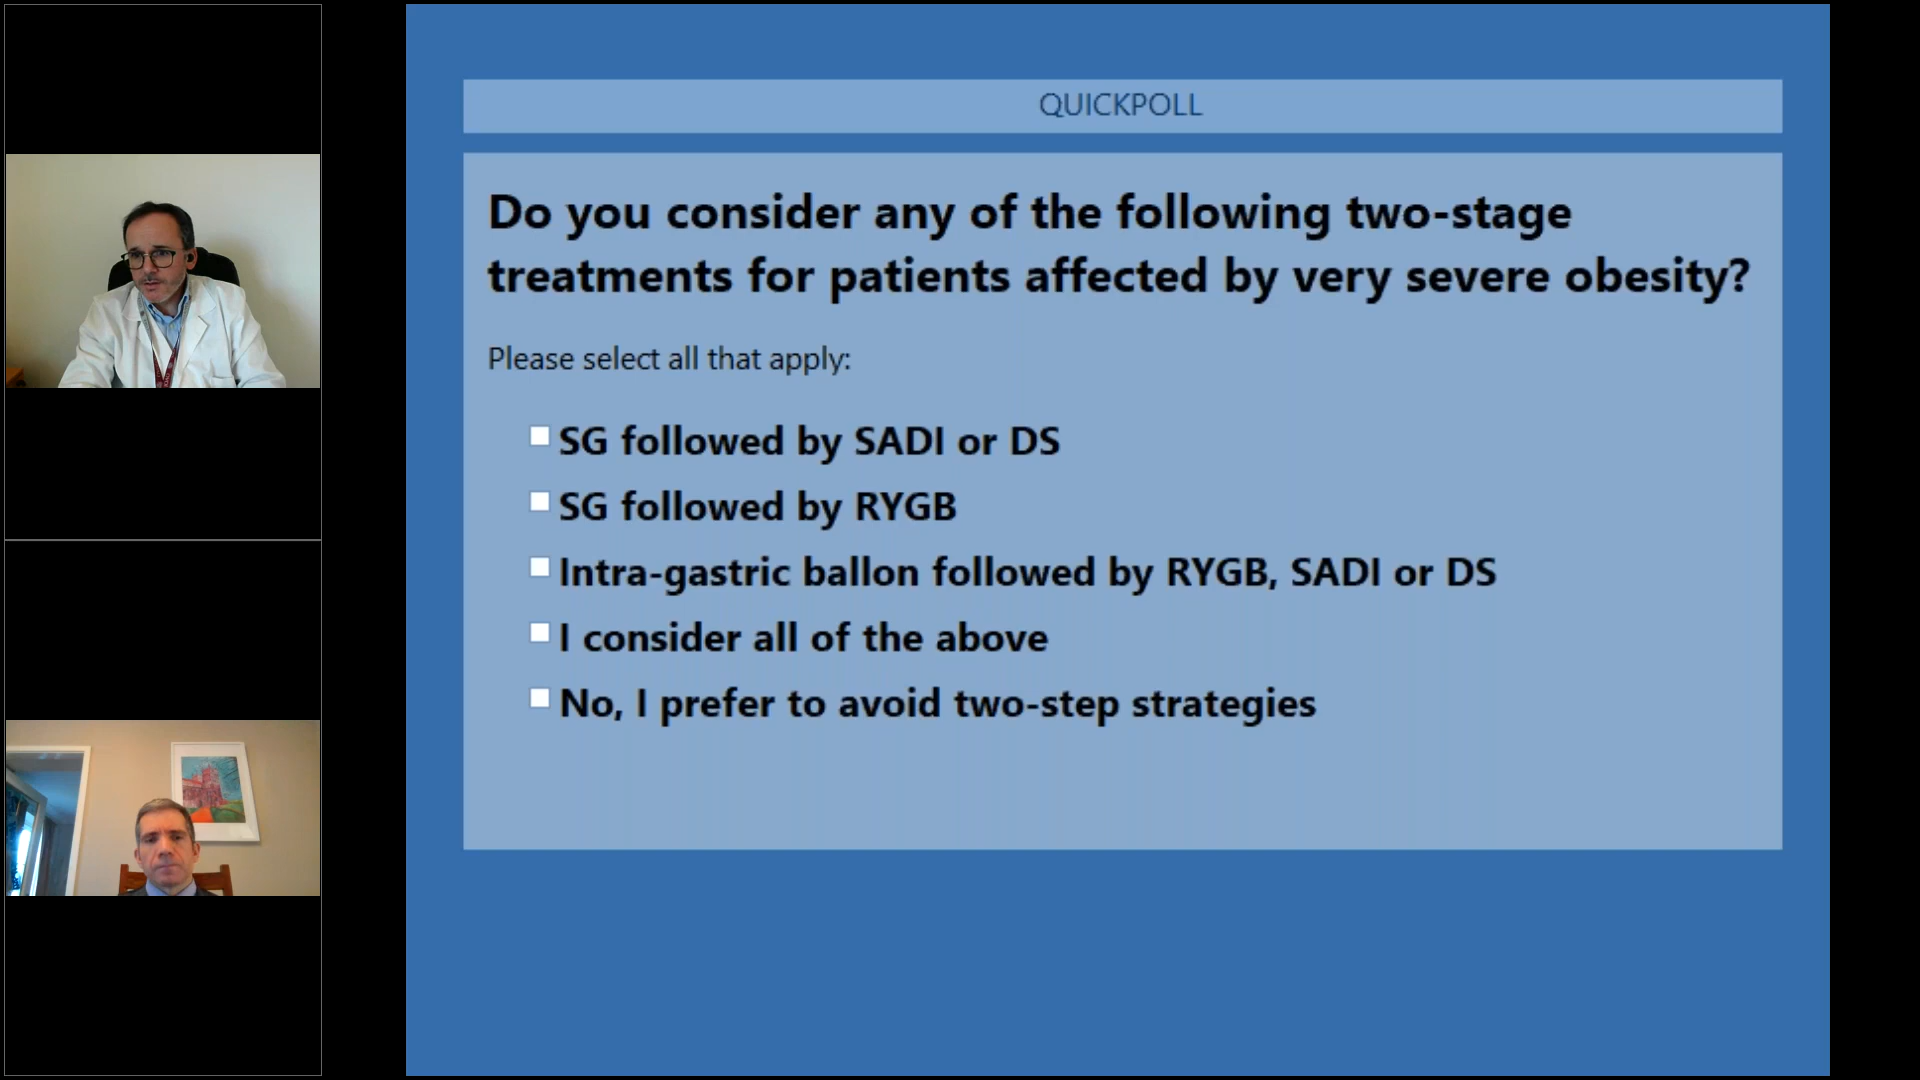 QUICKPOLL
Do you consider any of the following two-stage
treatments for patients affected by very severe obesity?
Please select all that apply:
SG followed by SADI or DS
SG followed by RYGB
Intra-gastric ballon followed by RYGB, SADI or DS
I consider all of the above
No, I prefer to avoid two-step strategies